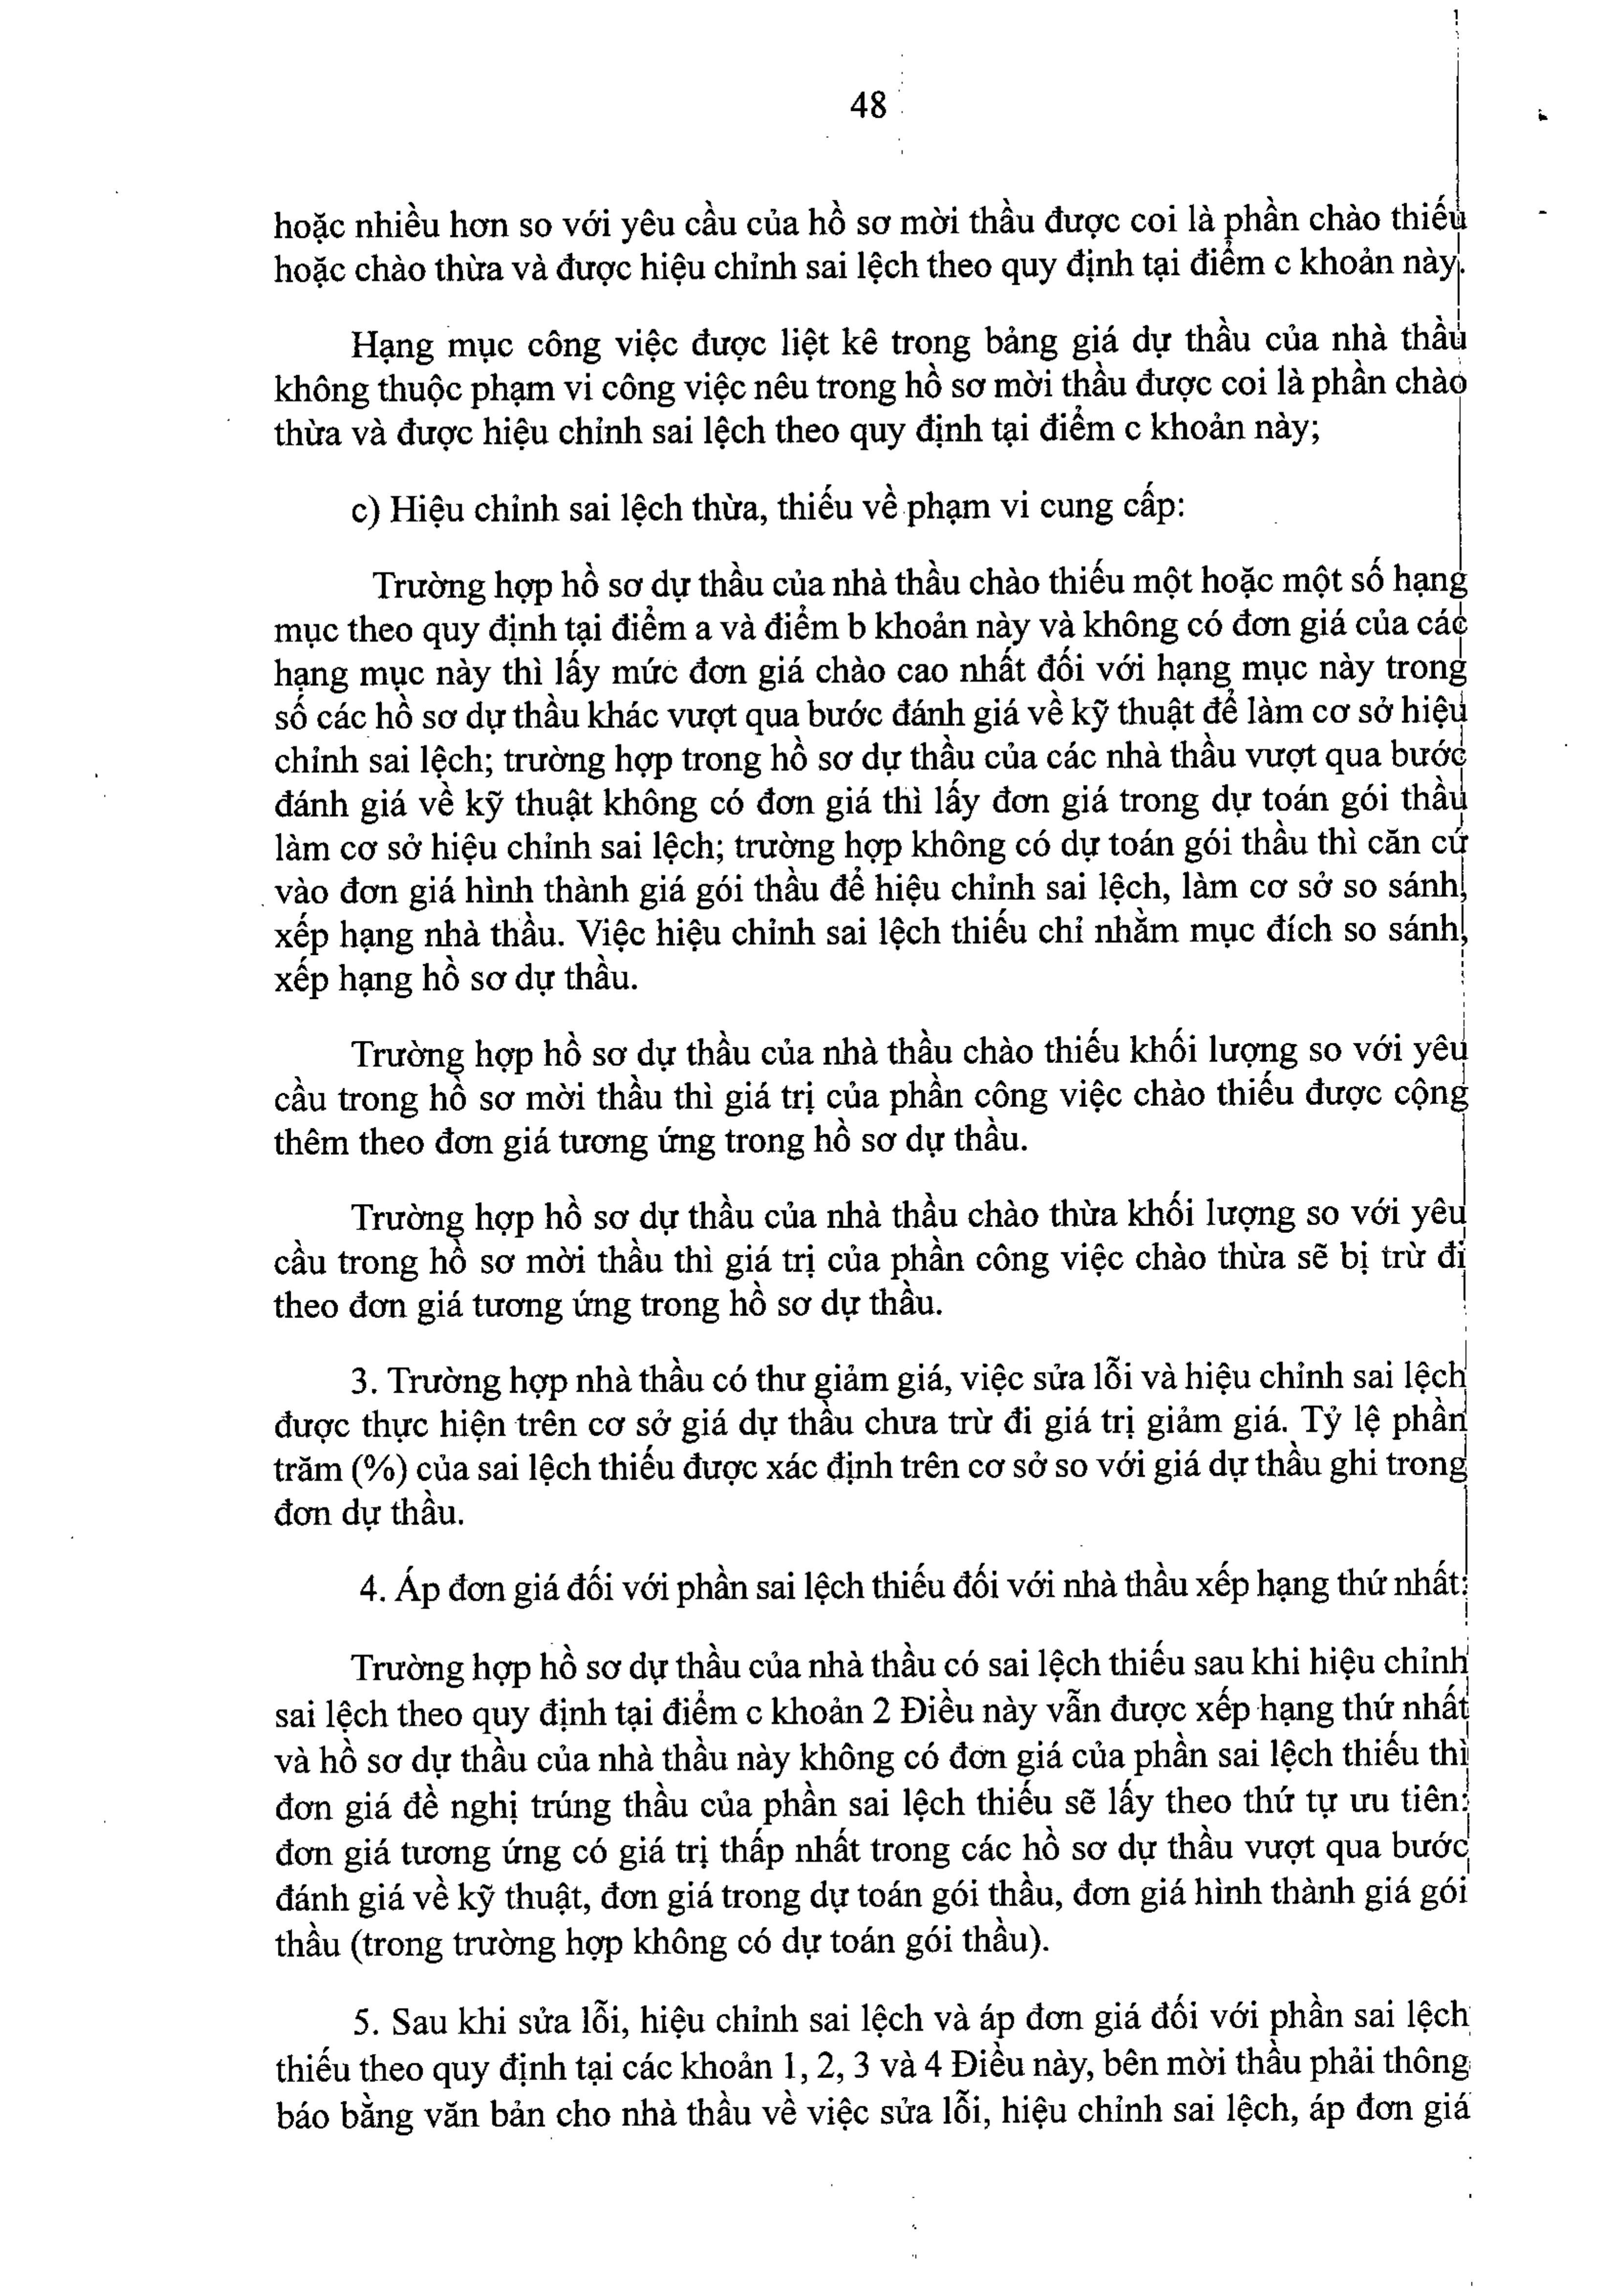 48
hoặc nhiều hơn so với yêu cầu của hồ sơ mời thầu được coi là phần chào thiếu
hoặc chào thừa và được hiệu chỉnh sai lệch theo quy định tại điểm c khoản này.
Hạng mục công việc được liệt kê trong bảng giá dự thầu của nhà thầu
không thuộc phạm vi công việc nêu trong hồ sơ mời thầu được coi là phần chào
thừa và được hiệu chỉnh sai lệch theo quy định tại điểm c khoản này;
c) Hiệu chỉnh sai lệch thừa, thiếu về phạm vi cung cấp:
Trường hợp hồ sơ dự thầu của nhà thầu chào thiếu một hoặc một số hạng
mục theo quy định tại điểm a và điểm b khoản này và không có đơn giá của các
hạng mục này thì lấy mức đơn giá chào cao nhất đối với hạng mục này trong
số các hồ sơ dự thầu khác vượt qua bước đánh giá về kỹ thuật để làm cơ sở hiệu
chỉnh sai lệch; trường hợp trong hồ sơ dự thầu của các nhà thầu vượt qua bước
đánh giá về kỹ thuật không có đơn giá thì lấy đơn giá trong dự toán gói thầu
làm cơ sở hiệu chỉnh sai lệch; trường hợp không có dự toán gói thầu thì căn cứ
vào đơn giá hình thành giá gói thầu để hiệu chỉnh sai lệch, làm cơ sở so sánh,
xếp hạng nhà thầu. Việc hiệu chỉnh sai lệch thiếu chỉ nhằm mục đích so sánh,
xếp hạng hồ sơ dự thầu.
Trường hợp hồ sơ dự thầu của nhà thầu chào thiếu khối lượng so với yêu
cầu trong hồ sơ mời thầu thì giá trị của phần công việc chào thiếu được cộng
thêm theo đơn giá tương ứng trong hồ sơ dự thầu.
Trường hợp hồ sơ dự thầu của nhà thầu chào thừa khối lượng so với yêu
cầu trong hồ sơ mời thầu thì giá trị của phần công việc chào thừa sẽ bị trừ đi
theo đơn giá tương ứng trong hồ sơ dự thầu.
3. Trường hợp nhà thầu có thư giảm giá, việc sửa lỗi và hiệu chỉnh sai lệch
được thực hiện trên cơ sở giá dự thầu chưa trừ đi giá trị giảm giá. Tỷ lệ phần
trăm (%) của sai lệch thiếu được xác định trên cơ sở so với giá dự thầu ghi trong
đơn dự thầu.
4. Áp đơn giá đối với phần sai lệch thiếu đối với nhà thầu xếp hạng thứ nhất:
Trường hợp hồ sơ dự thầu của nhà thầu có sai lệch thiếu sau khi hiệu chỉnh
sai lệch theo quy định tại điểm c khoản 2 Điều này vẫn được xếp hạng thứ nhất
và hồ sơ dự thầu của nhà thầu này không có đơn giá của phần sai lệch thiếu thì
đơn giá đề nghị trúng thầu của phần sai lệch thiếu sẽ lấy theo thứ tự ưu tiên:
đơn giá tương ứng có giá trị thấp nhất trong các hồ sơ dự thầu vượt qua bước
đánh giá về kỹ thuật, đơn giá trong dự toán gói thầu, đơn giá hình thành giá gói
thầu (trong trường hợp không có dự toán gói thầu).
5. Sau khi sửa lỗi, hiệu chỉnh sai lệch và áp đơn giá đối với phần sai lệch
thiếu theo quy định tại các khoản 1, 2, 3 và 4 Điều này, bên mời thầu phải thông
báo bằng văn bản cho nhà thầu về việc sửa lỗi, hiệu chỉnh sai lệch, áp đơn giá